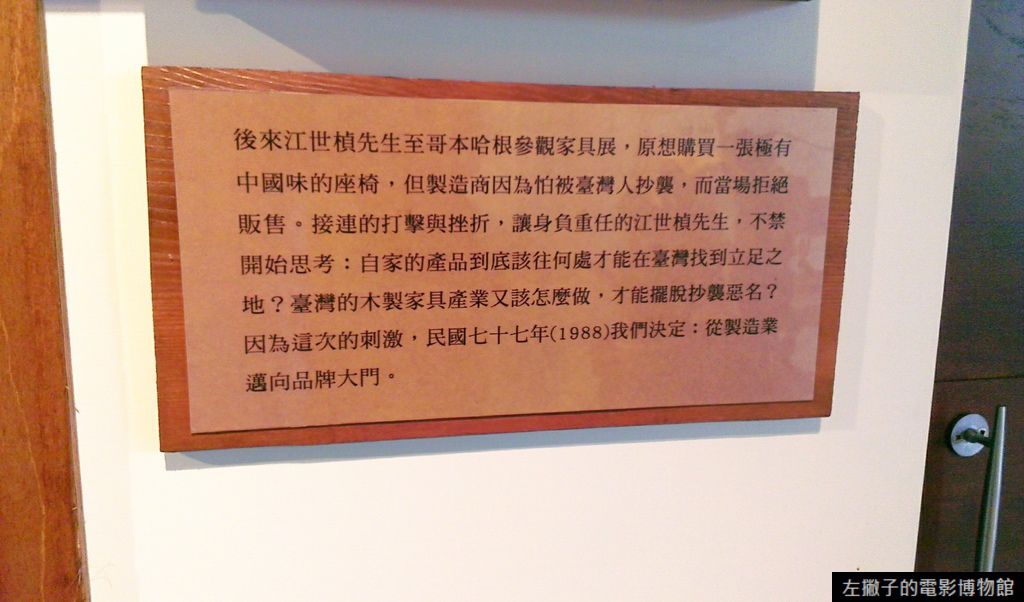 後來江世楨先生至哥本哈根參觀家具展，原想購買一張極有
中國味的座椅，但製造商因為怕被臺灣人抄襲，而當場拒絕
販售。接連的打擊與挫折，讓身負重任的江世楨先生，不禁
開始思考：自家的產品到底該往何處才能在臺灣找到立足之
地？臺灣的木製家具產業又該怎麼做，才能擺脫抄襲惡名？
因為這次的刺激，民國七十七年(1988)我們決定：從製造業
邁向品牌大門。
左撇子的電影博物館